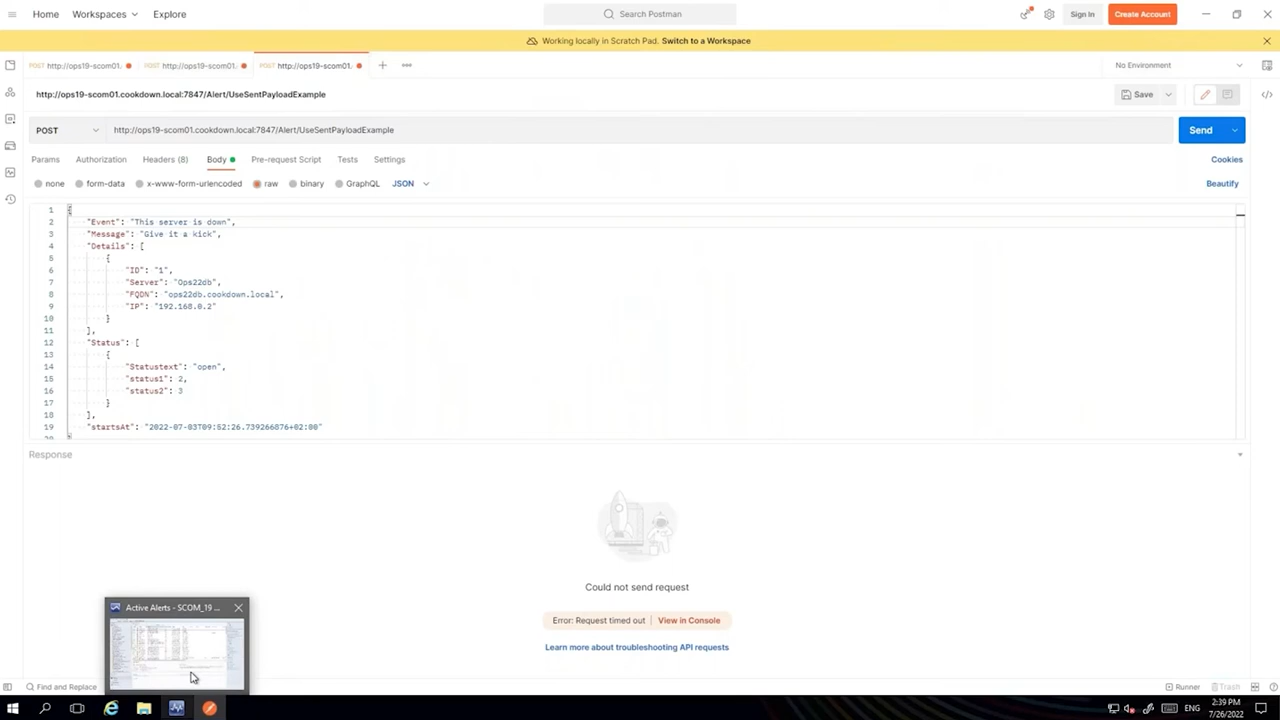 Home Workspaces Explore Search Postman Sign In Create Account
Working locally in Scratch Pad. Switch to a Workspace
POST http://ops19-scom01. POST http://ops19-scom01. POST http://ops19-scom01. No Environment
http://ops19-scom01.cookdown.local:7847/Alert/UseSentPayloadExample Save
POST http://ops19-scom01.cookdown.local:7847/Alert/UseSentPayloadExample Send
Params Authorization Headers (8) Body Pre-request Script Tests Settings Cookies
none form-data x-www-form-urlencoded raw binary GraphQL JSON Beautify
1 {
2 "Event": "This server is down",
3 "Message": "Give it a kick",
4 "Details": [
5 {
6 "ID": "1",
7 "Server": "Ops22db",
8 "FQDN": "ops22db.cookdown.local",
9 "IP": "192.168.0.2"
10 }
11 ],
12 "Status": [
13 {
14 "Statustext": "open",
15 "status1": 2,
16 "status2": 3
17 }
18 ],
19 "startsAt": "2022-07-03T09:52:26.739266876+02:00"
Response
Could not send request
Error: Request timed out View in Console
Learn more about troubleshooting API requests
Active Alerts - SCOM_19 ...
Find and Replace Runner Trash
ENG 2:39 PM
7/26/2022